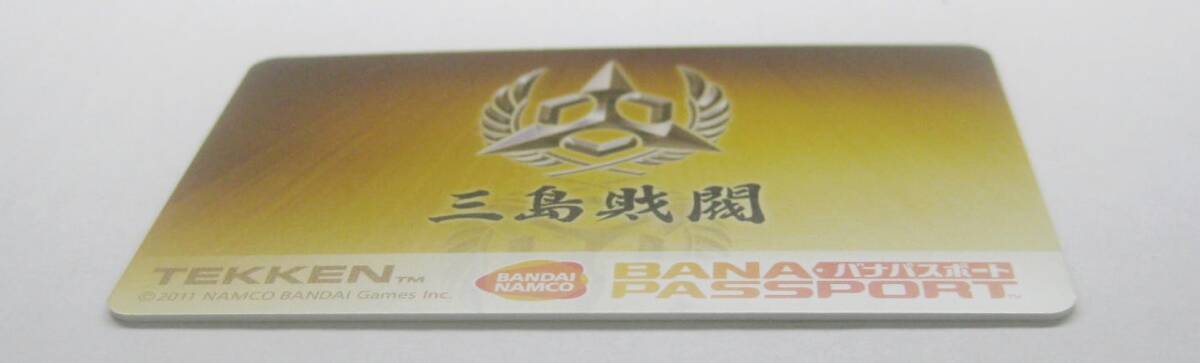 三島財閥
TEKKEN™
©2011 NAMCO BANDAI Games Inc.
BANDAI
NAMCO
BANA
PASSPORT™
バナパスポート